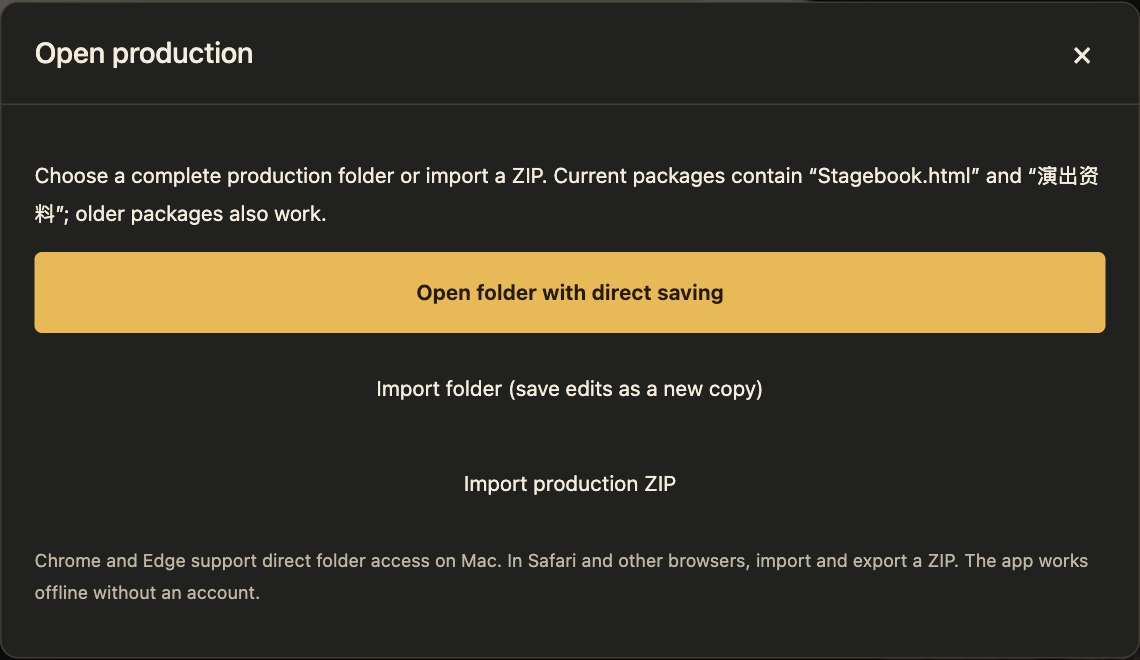 Open production
Choose a complete production folder or import a ZIP. Current packages contain “Stagebook.html” and “演出资
料”; older packages also work.
Open folder with direct saving
Import folder (save edits as a new copy)
Import production ZIP
Chrome and Edge support direct folder access on Mac. In Safari and other browsers, import and export a ZIP. The app works
offline without an account.